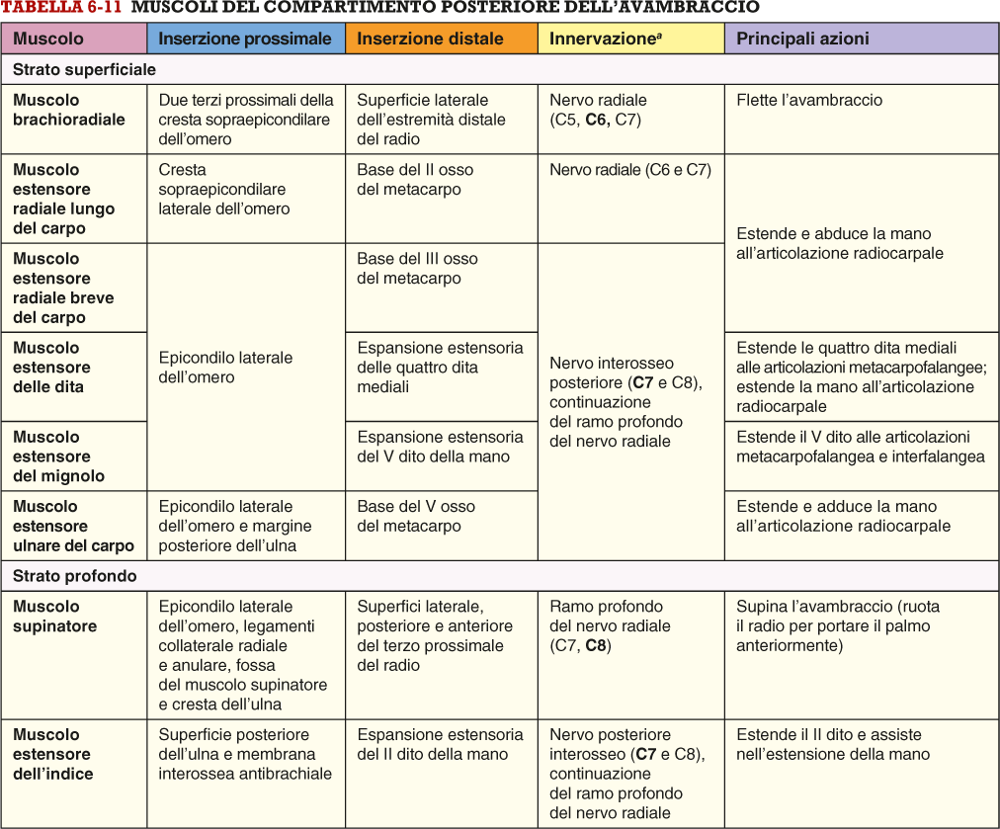 TABELLA 6-11 MUSCOLI DEL COMPARTIMENTO POSTERIORE DELL'AVAMBRACCIO
Muscolo
Inserzione prossimale
Inserzione distale
Innervazioneᵃ
Principali azioni
Strato superficiale
Muscolo
brachioradiale
Due terzi prossimali della
cresta sopraepicondilare
dell'omero
Superficie laterale
dell'estremità distale
del radio
Nervo radiale
(C5, C6, C7)
Flette l'avambraccio
Muscolo
estensore
radiale lungo
del carpo
Cresta
sopraepicondilare
laterale dell'omero
Base del II osso
del metacarpo
Nervo radiale (C6 e C7)
Estende e abduce la mano
all'articolazione radiocarpale
Muscolo
estensore
radiale breve
del carpo
Epicondilo laterale
dell'omero
Base del III osso
del metacarpo
Nervo interosseo
posteriore (C7 e C8),
continuazione
del ramo profondo
del nervo radiale
Muscolo
estensore
delle dita
Espansione estensoria
delle quattro dita
mediali
Estende le quattro dita mediali
alle articolazioni metacarpofalangee;
estende la mano all'articolazione
radiocarpale
Muscolo
estensore
del mignolo
Espansione estensoria
del V dito della mano
Estende il V dito alle articolazioni
metacarpofalangea e interfalangea
Muscolo
estensore
ulnare del carpo
Epicondilo laterale
dell'omero e margine
posteriore dell'ulna
Base del V osso
del metacarpo
Estende e adduce la mano
all'articolazione radiocarpale
Strato profondo
Muscolo
supinatore
Epicondilo laterale
dell'omero, legamenti
collaterale radiale
e anulare, fossa
del muscolo supinatore
e cresta dell'ulna
Superfici laterale,
posteriore e anteriore
del terzo prossimale
del radio
Ramo profondo
del nervo radiale
(C7, C8)
Supina l'avambraccio (ruota
il radio per portare il palmo
anteriormente)
Muscolo
estensore
dell'indice
Superficie posteriore
dell'ulna e membrana
interossea antibrachiale
Espansione estensoria
del II dito della mano
Nervo posteriore
interosseo (C7 e C8),
continuazione
del ramo profondo
del nervo radiale
Estende il II dito e assiste
nell'estensione della mano